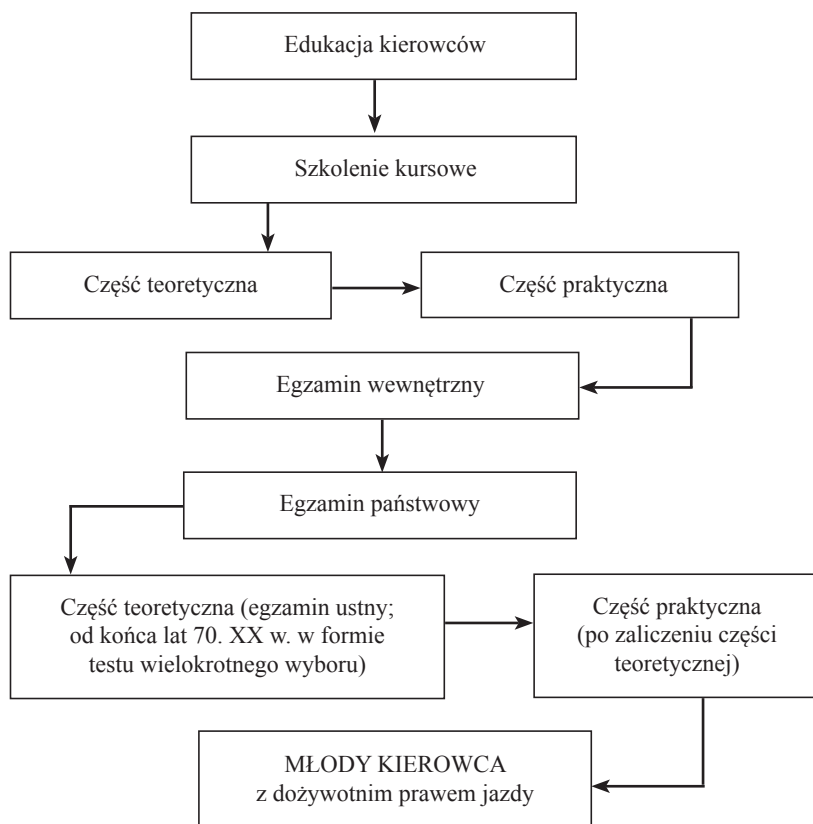 Edukacja kierowców
Szkolenie kursowe
Część teoretyczna
Część praktyczna
Egzamin wewnętrzny
Egzamin państwowy
Część teoretyczna (egzamin ustny;
od końca lat 70. XX w. w formie
testu wielokrotnego wyboru)
Część praktyczna
(po zaliczeniu części
teoretycznej)
MŁODY KIEROWCA
z dożywotnim prawem jazdy